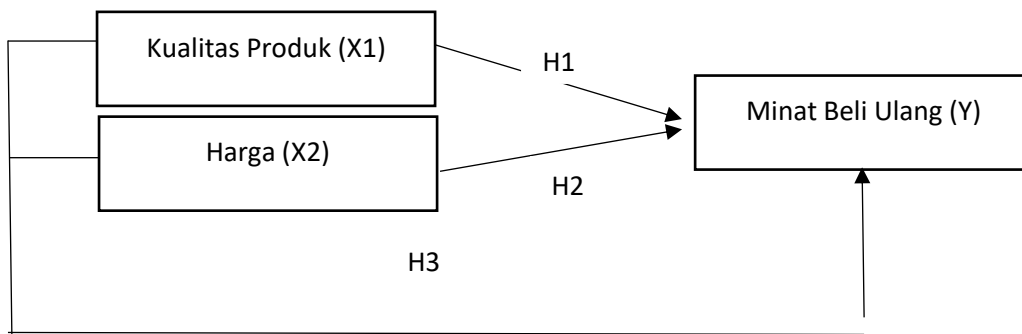 Kualitas Produk (X1)
H1
Minat Beli Ulang (Y)
Harga (X2)
H2
H3